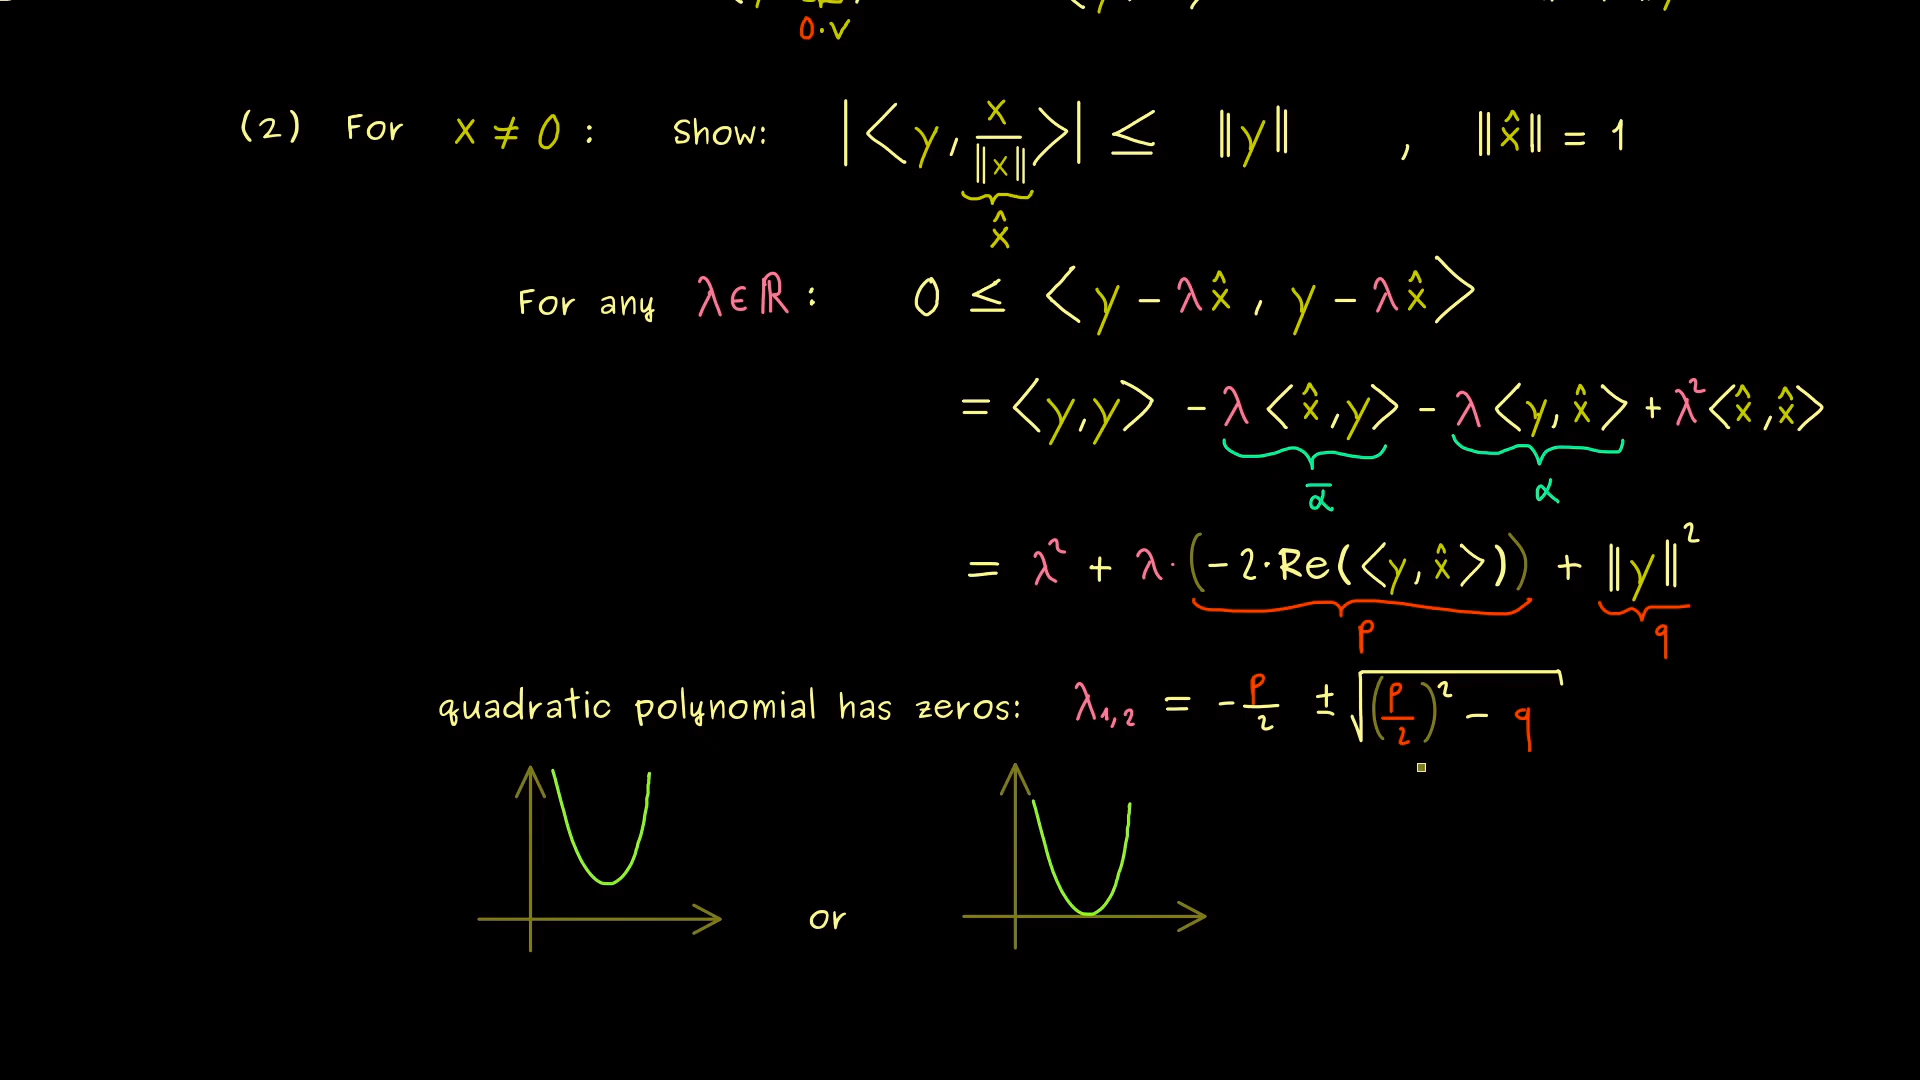 0·v
(2) For x ≠ 0 : Show: |<y, x/‖x‖>| ≤ ‖y‖ , ‖x̂‖ = 1
x̂
For any λ∈ℝ : 0 ≤ <y − λx̂ , y − λx̂>
= <y,y> − λ<x̂,y> − λ<y,x̂> + λ²<x̂,x̂>
ᾱ α
= λ² + λ·(−2·Re(<y,x̂>)) + ‖y‖²
p q
quadratic polynomial has zeros: λ₁,₂ = −p/2 ± √((p/2)² − q)
or